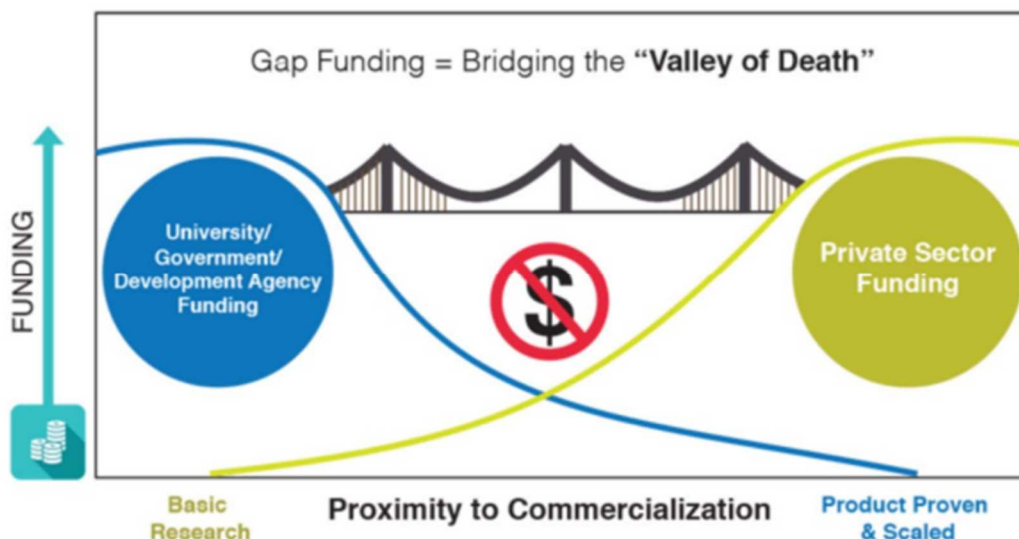 Gap Funding = Bridging the “Valley of Death”
FUNDING
University/
Government/
Development Agency
Funding
$
Private Sector
Funding
Basic
Research
Proximity to Commercialization
Product Proven
& Scaled